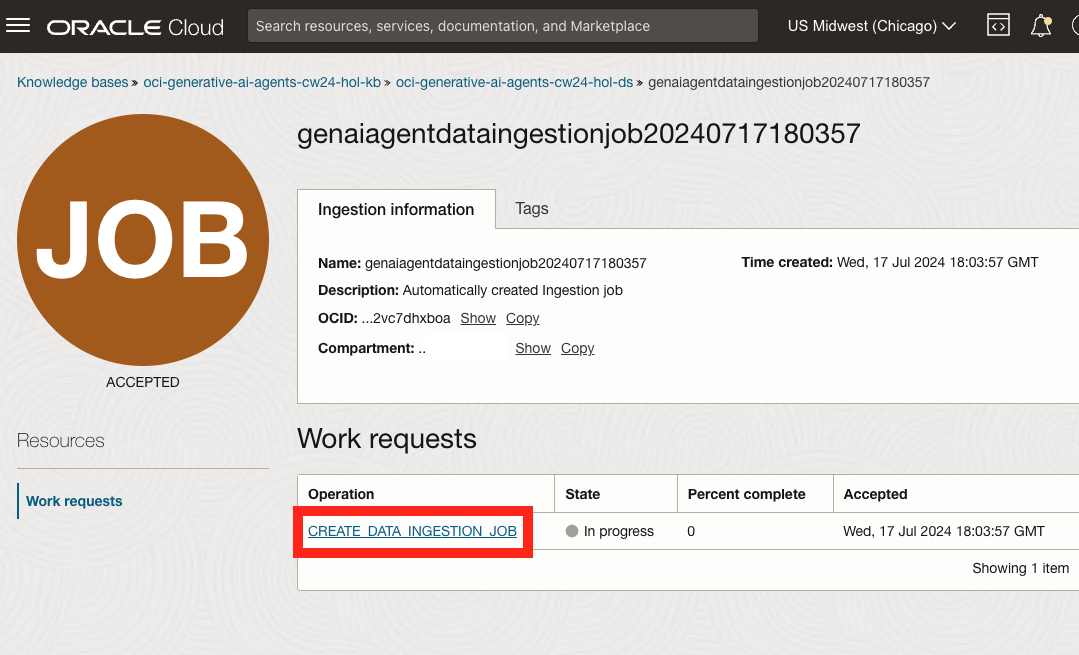 ORACLE Cloud
Search resources, services, documentation, and Marketplace
US Midwest (Chicago)
Knowledge bases » oci-generative-ai-agents-cw24-hol-kb » oci-generative-ai-agents-cw24-hol-ds » genaiagentdataingestionjob20240717180357
JOB
ACCEPTED
Resources
Work requests
genaiagentdataingestionjob20240717180357
Ingestion information
Tags
Name: genaiagentdataingestionjob20240717180357
Time created: Wed, 17 Jul 2024 18:03:57 GMT
Description: Automatically created Ingestion job
OCID: ...2vc7dhxboa Show Copy
Compartment: .. Show Copy
Work requests
Operation State Percent complete Accepted
CREATE_DATA_INGESTION_JOB In progress 0 Wed, 17 Jul 2024 18:03:57 GMT
Showing 1 item